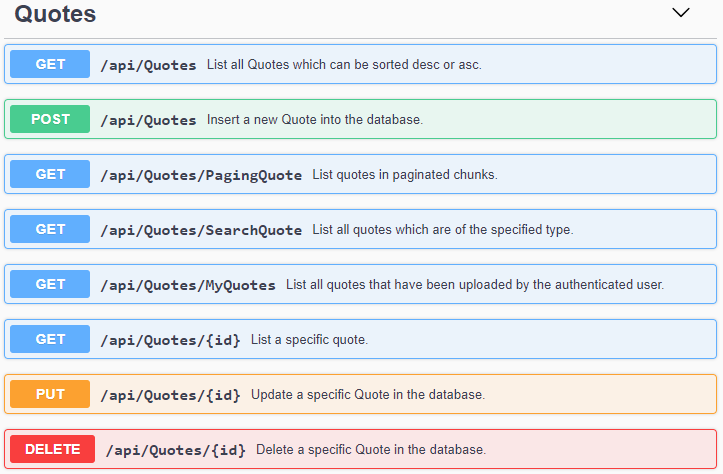 Quotes
GET /api/Quotes List all Quotes which can be sorted desc or asc.
POST /api/Quotes Insert a new Quote into the database.
GET /api/Quotes/PagingQuote List quotes in paginated chunks.
GET /api/Quotes/SearchQuote List all quotes which are of the specified type.
GET /api/Quotes/MyQuotes List all quotes that have been uploaded by the authenticated user.
GET /api/Quotes/{id} List a specific quote.
PUT /api/Quotes/{id} Update a specific Quote in the database.
DELETE /api/Quotes/{id} Delete a specific Quote in the database.